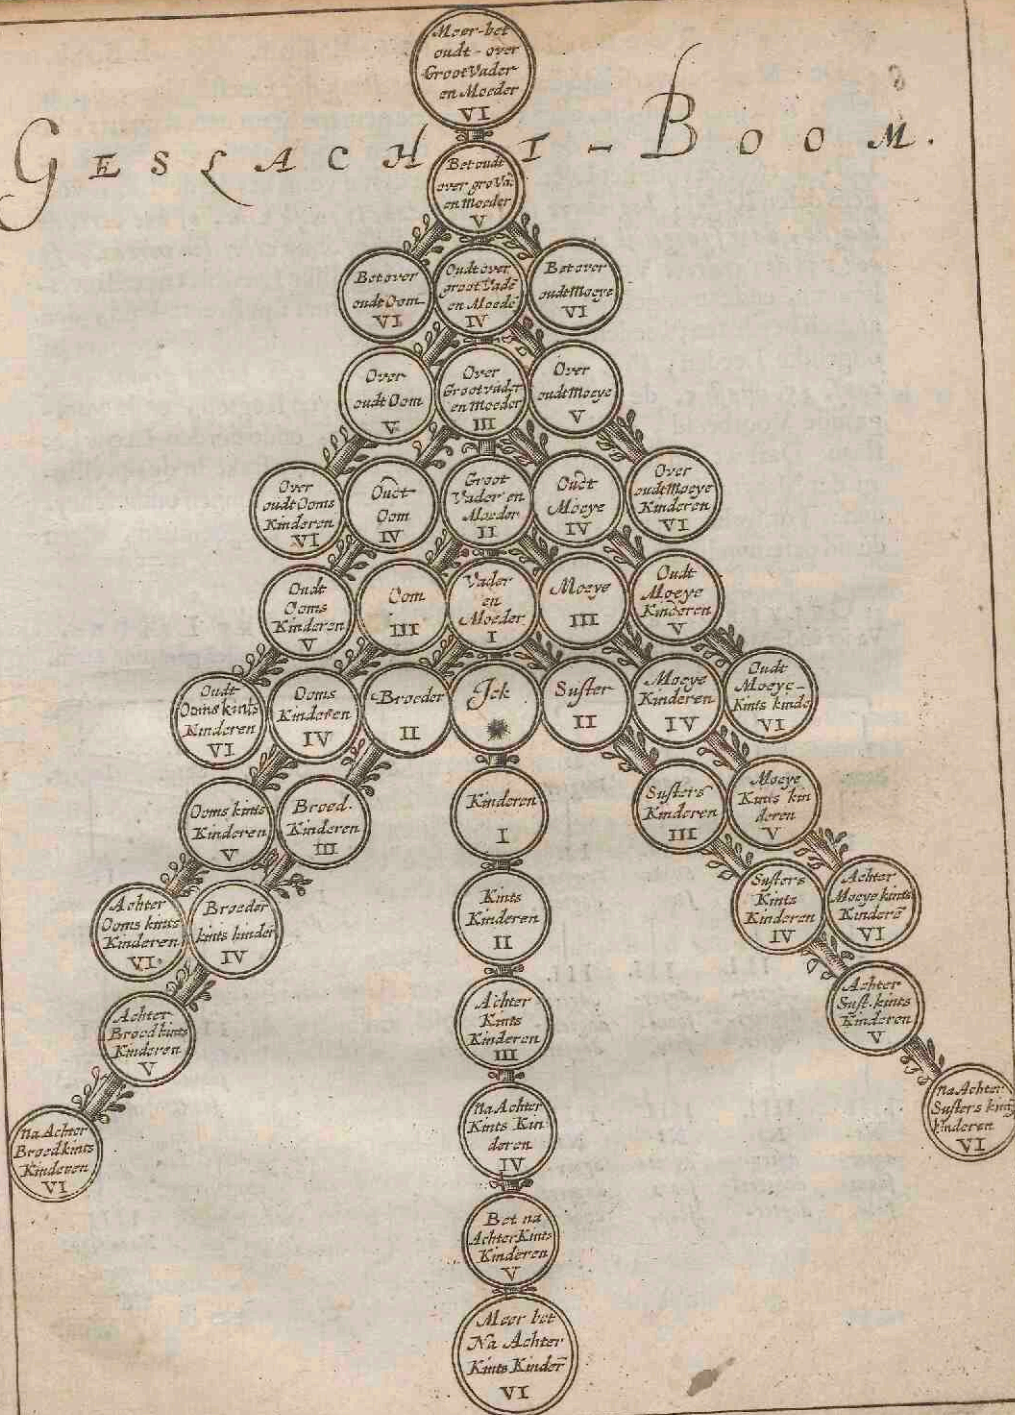 Meer-bet
oudt-over
Groot Vader
en Moeder
VI
GESLACHT-BOOM.
Bet oudt
over gro Vã.
en Moeder
V
Bet over
oudt Oom
VI
Oudt over
groot Vadē
en Moedē
IV
Bet over
oudt Moeye
VI
Over
oudt Oom
V
Over
Grootvader
en Moeder
III
Over
oudt Moeye
V
Over
oudt Ooms
Kinderen
VI
Oudt
Oom
IV
Groot
Vader en
Moeder
II
Oudt
Moeye
IV
Over
oudt Moeye
Kinderen
VI
Oudt
Ooms
Kinderen
V
Oom
III
Vader
en
Moeder
I
Moeye
III
Oudt
Moeye
Kinderen
V
Oudt
Ooms kints
Kinderen
VI
Ooms
Kinderen
IV
Broeder
II
Ick
Suster
II
Moeye
Kinderen
IV
Oudt
Moeye-
Kints kinde
VI
Ooms kints
Kinderen
V
Broed.
Kinderen
III
Kinderen
I
Susters
Kinderen
III
Moeye
Kints kin
deren
V
Achter
Ooms kints
Kinderen
VI.
Broeder
kints kinder
IV
Kints
Kinderen
II
Susters
Kints
Kinderen
IV
Achter
Moeye kints
Kinderē
VI
Achter
Broed kints
Kinderen
V
Achter
Kints
Kinderen
III
Achter
Sust. kints
Kinderen
V
Na Achter
Broed kints
Kinderen
VI
Na Achter
Kints Kin
deren
IV
Na Achter
Susters kints
kinderen
VI
Bet na
Achter Kints
Kinderen
V
Meer bet
Na Achter
Kints Kinder̄
VI